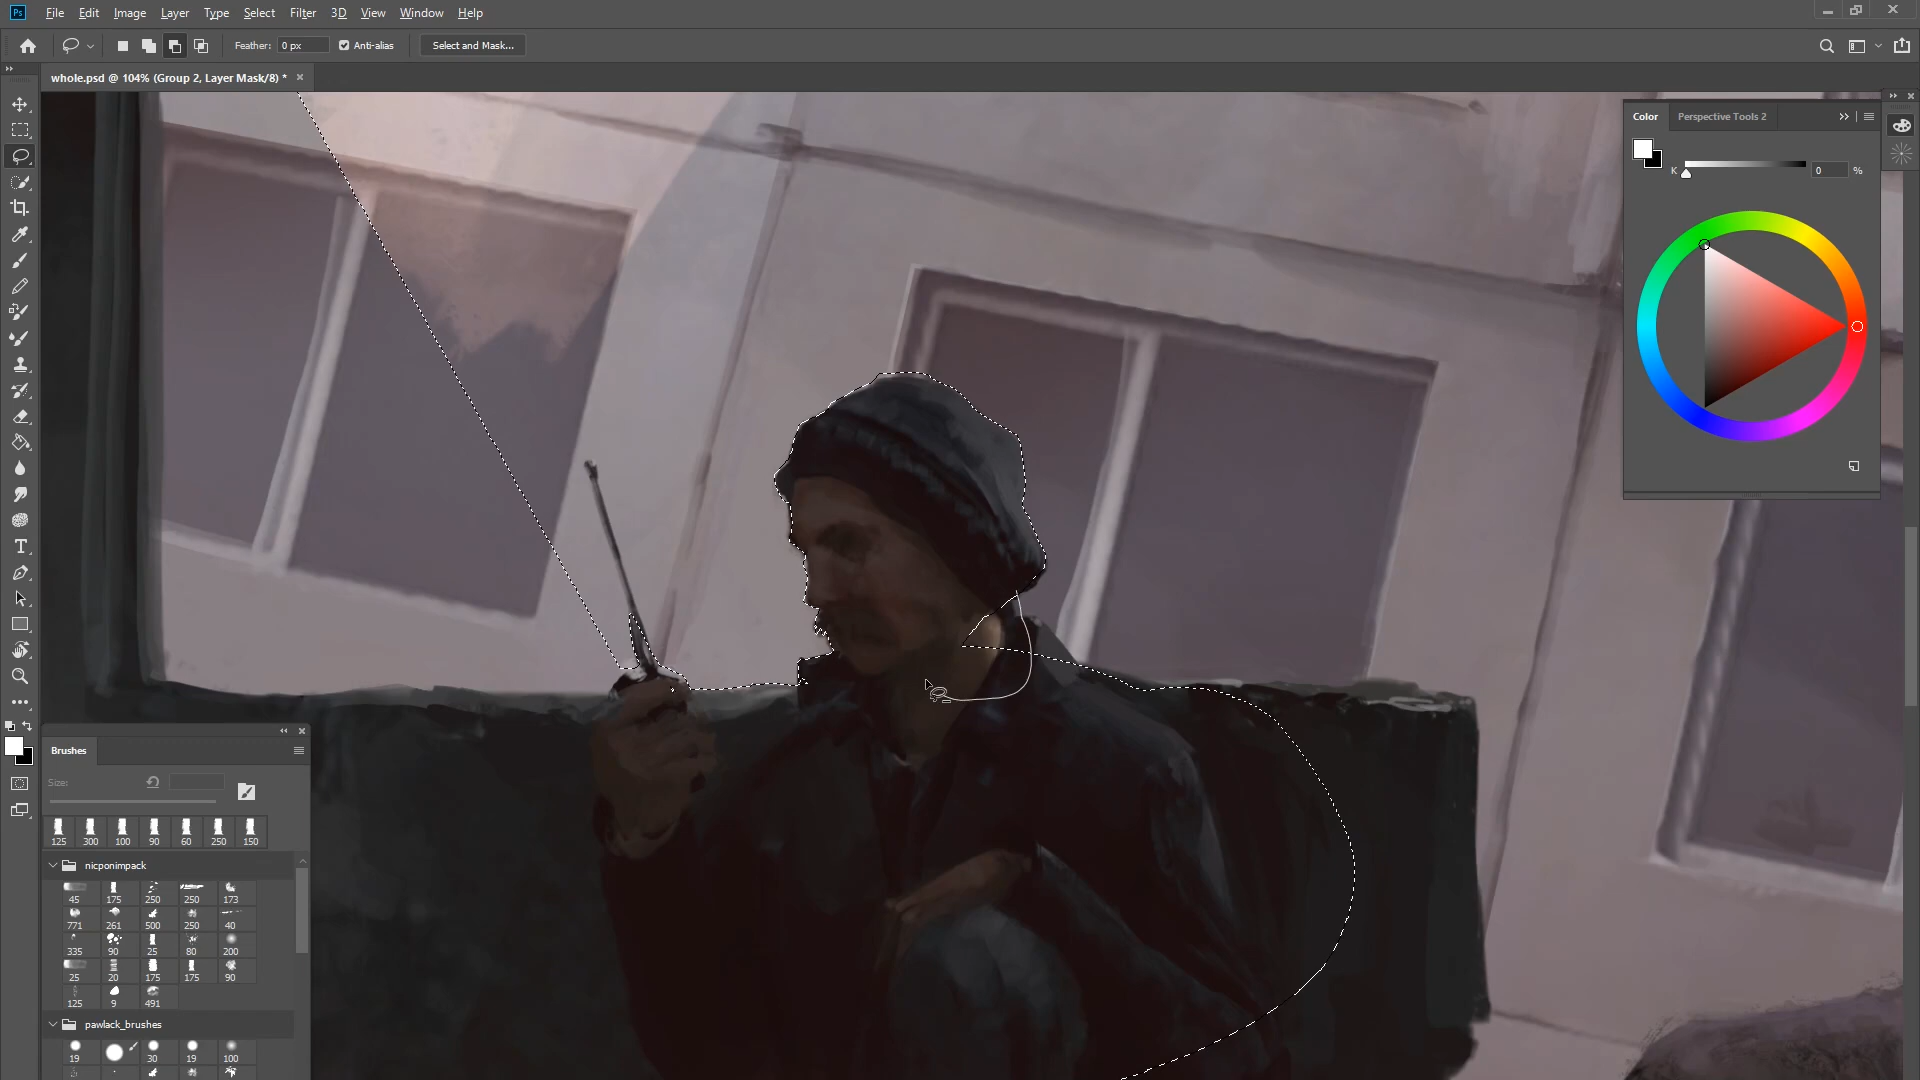 Ps File Edit Image Layer Type Select Filter 3D View Window Help
Feather: 0 px Anti-alias Select and Mask...
whole.psd @ 104% (Group 2, Layer Mask/8) *
Color Perspective Tools 2
K 0 %
Brushes
Size:
125 300 100 90 60 250 150
nicponimpack
45 175 250 250 173
771 261 500 250 40
335 90 25 80 200
25 20 175 175 90
125 9 491
pawlack_brushes
19 30 19 100